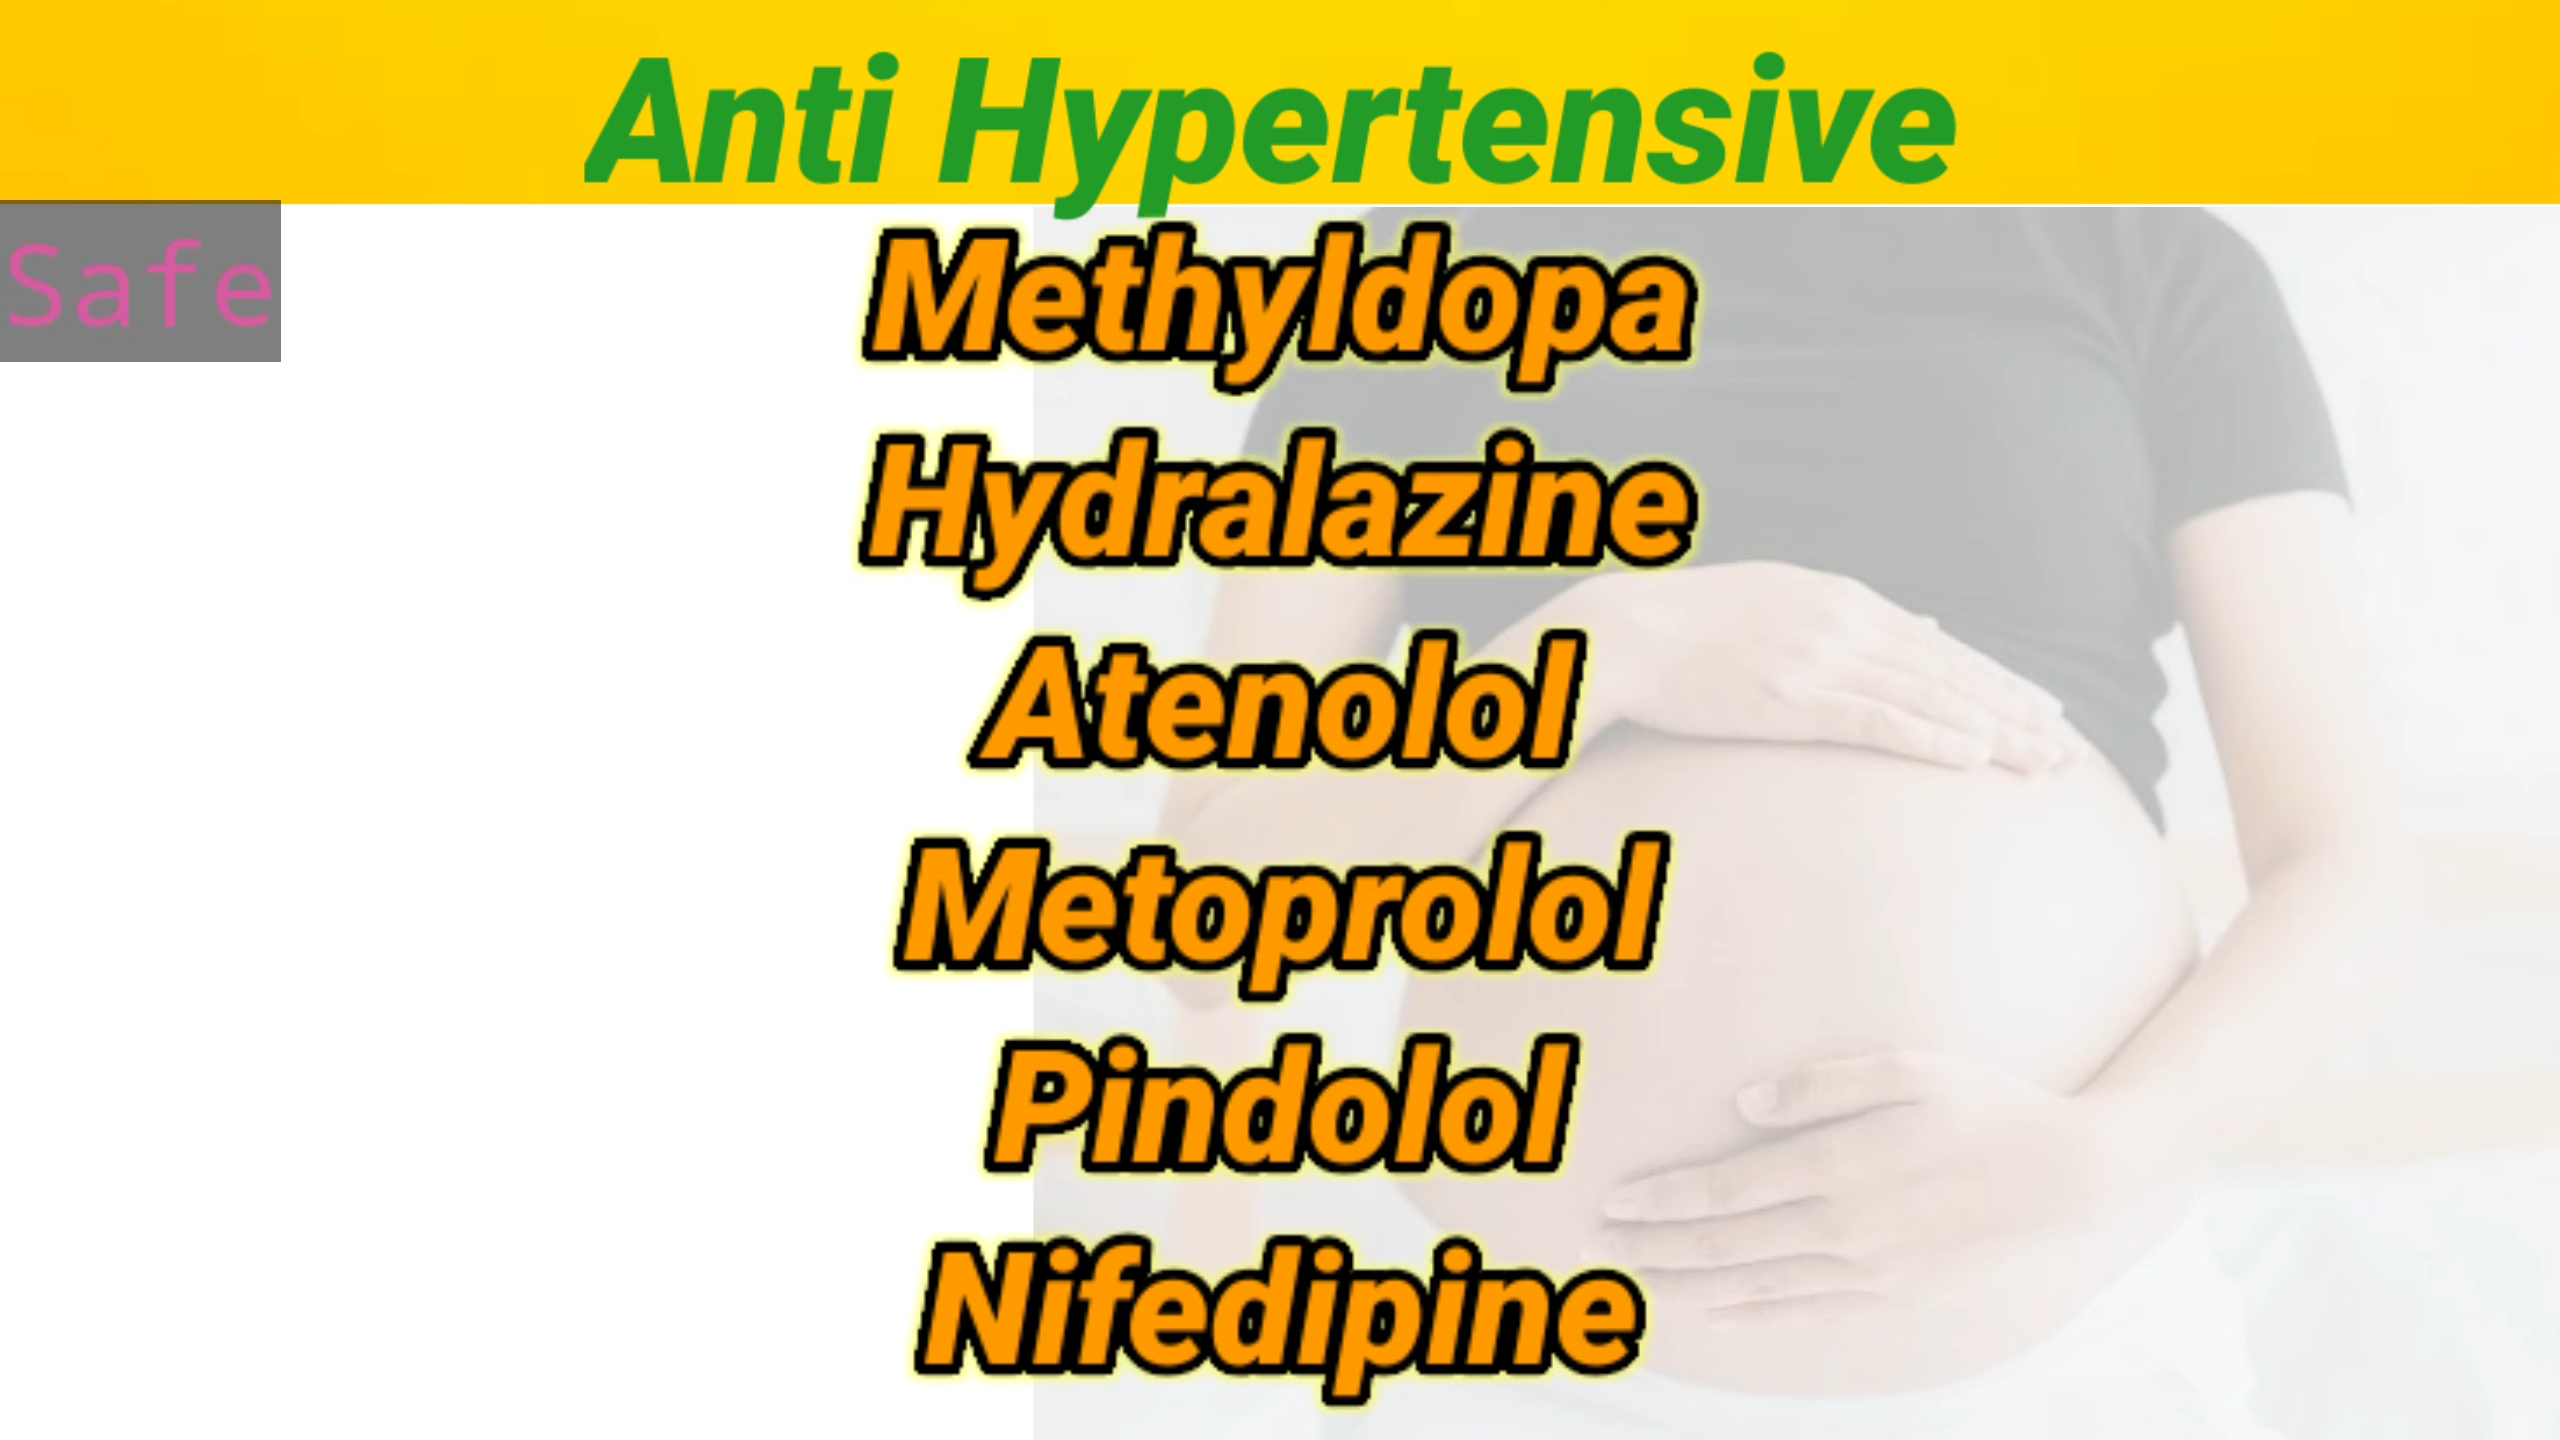 Anti Hypertensive
Safe
Methyldopa
Hydralazine
Atenolol
Metoprolol
Pindolol
Nifedipine